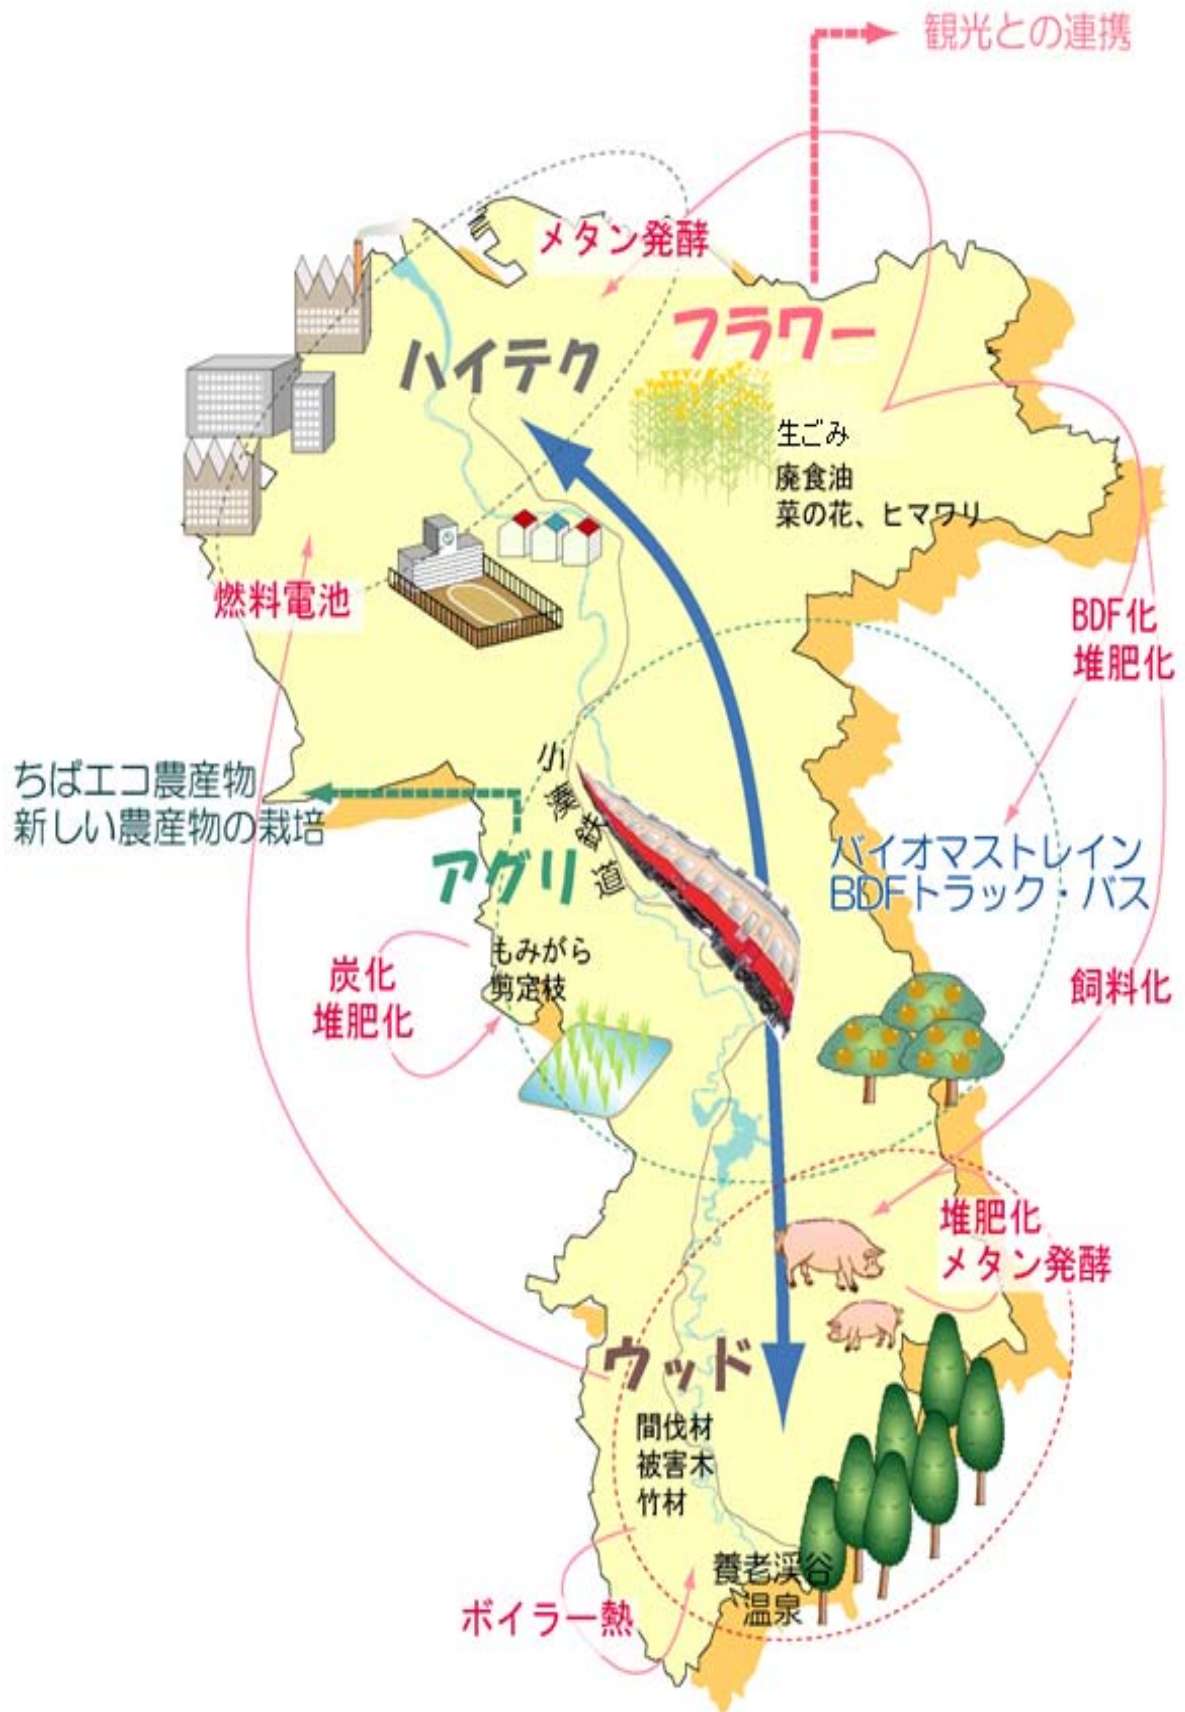 観光との連携
メタン発酵
フラワー
ハイテク
生ごみ
廃食油
菜の花、ヒマワリ
燃料電池
BDF化
堆肥化
小湊鉄道
ちばエコ農産物
新しい農産物の栽培
アグリ
バイオマストレイン
BDFトラック・バス
もみがら
剪定枝
炭化
堆肥化
飼料化
堆肥化
メタン発酵
ウッド
間伐材
被害木
竹材
養老渓谷
温泉
ボイラー熱